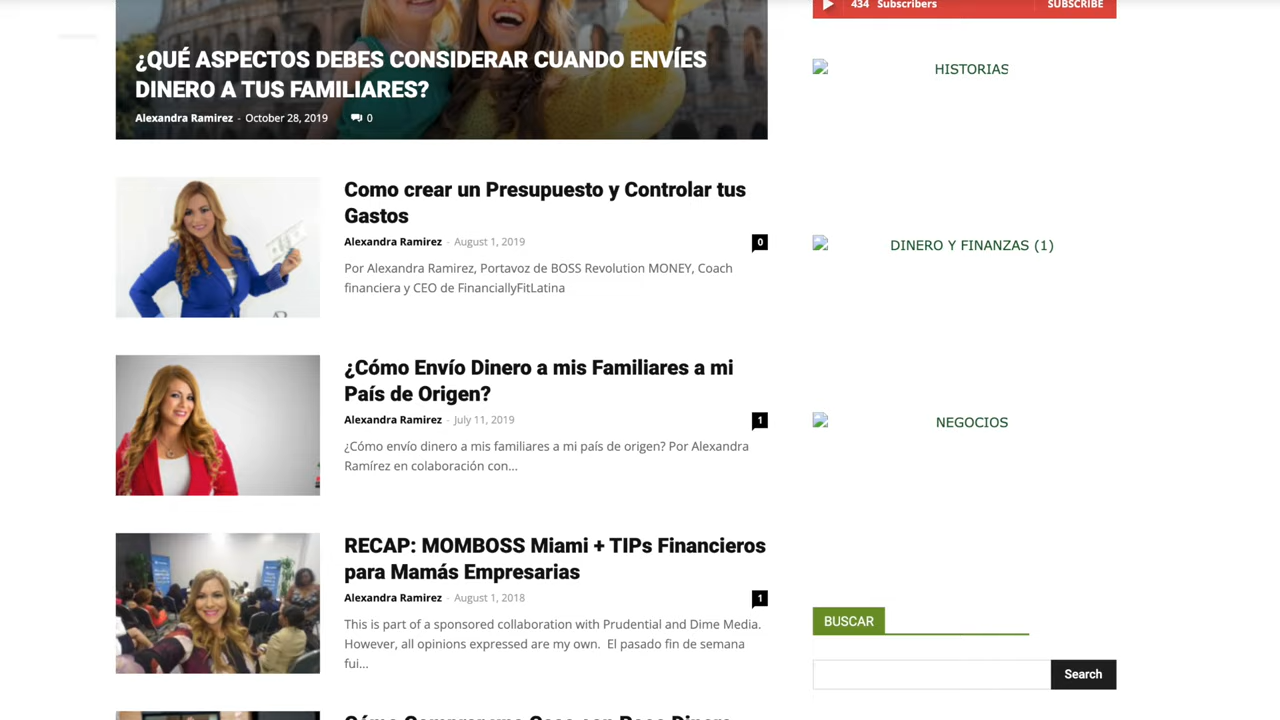 434 Subscribers SUBSCRIBE
¿QUÉ ASPECTOS DEBES CONSIDERAR CUANDO ENVÍES
DINERO A TUS FAMILIARES?
Alexandra Ramirez - October 28, 2019 0
Como crear un Presupuesto y Controlar tus
Gastos
Alexandra Ramirez - August 1, 2019 0
Por Alexandra Ramirez, Portavoz de BOSS Revolution MONEY, Coach
financiera y CEO de FinanciallyFitLatina
¿Cómo Envío Dinero a mis Familiares a mi
País de Origen?
Alexandra Ramirez - July 11, 2019 1
¿Cómo envío dinero a mis familiares a mi país de origen? Por Alexandra
Ramírez en colaboración con...
RECAP: MOMBOSS Miami + TIPs Financieros
para Mamás Empresarias
Alexandra Ramirez - August 1, 2018 1
This is part of a sponsored collaboration with Prudential and Dime Media.
However, all opinions expressed are my own. El pasado fin de semana
fui...
HISTORIAS
DINERO Y FINANZAS (1)
NEGOCIOS
BUSCAR
Search